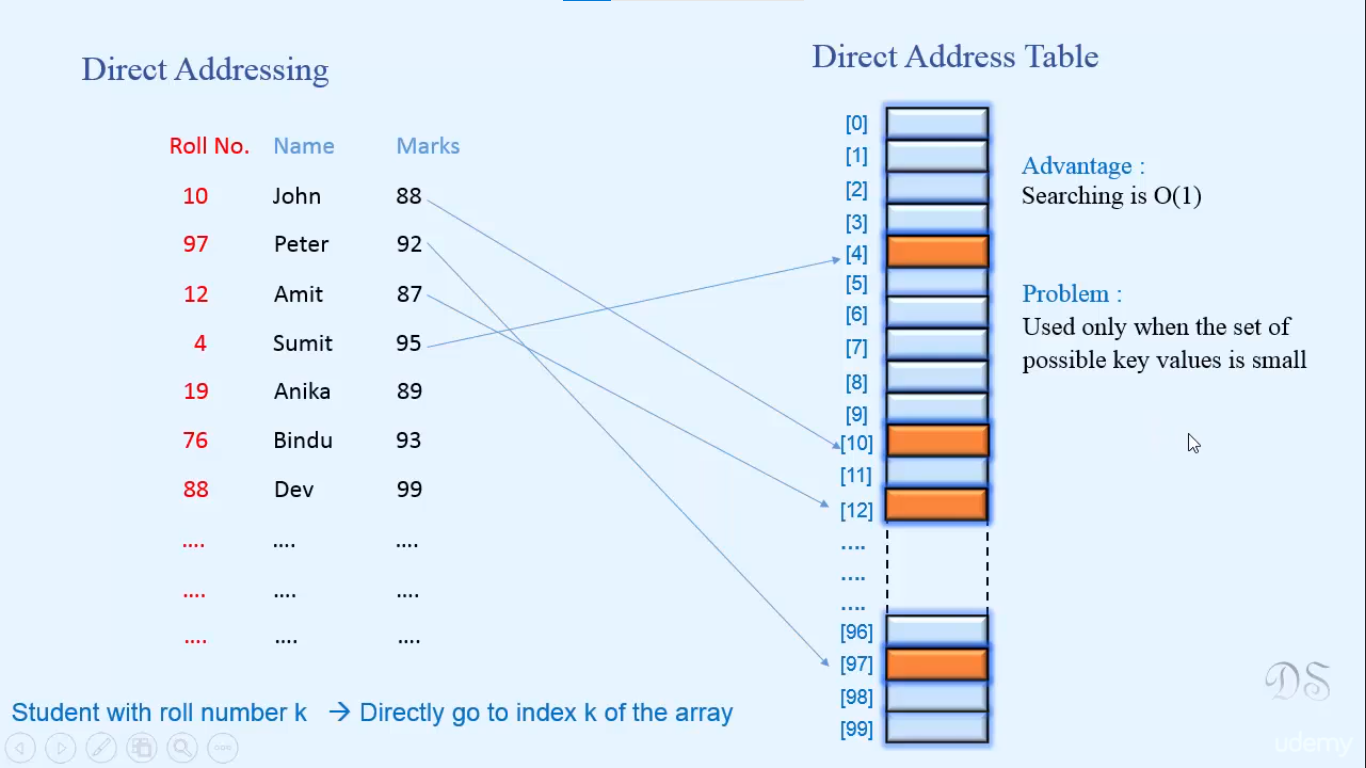 Direct Addressing
Roll No. Name Marks
10 John 88
97 Peter 92
12 Amit 87
4 Sumit 95
19 Anika 89
76 Bindu 93
88 Dev 99
.... .... ....
.... .... ....
.... .... ....
Student with roll number k → Directly go to index k of the array
Direct Address Table
[0]
[1]
[2]
[3]
[4]
[5]
[6]
[7]
[8]
[9]
[10]
[11]
[12]
....
....
....
[96]
[97]
[98]
[99]
Advantage :
Searching is O(1)
Problem :
Used only when the set of
possible key values is small
DS
udemy